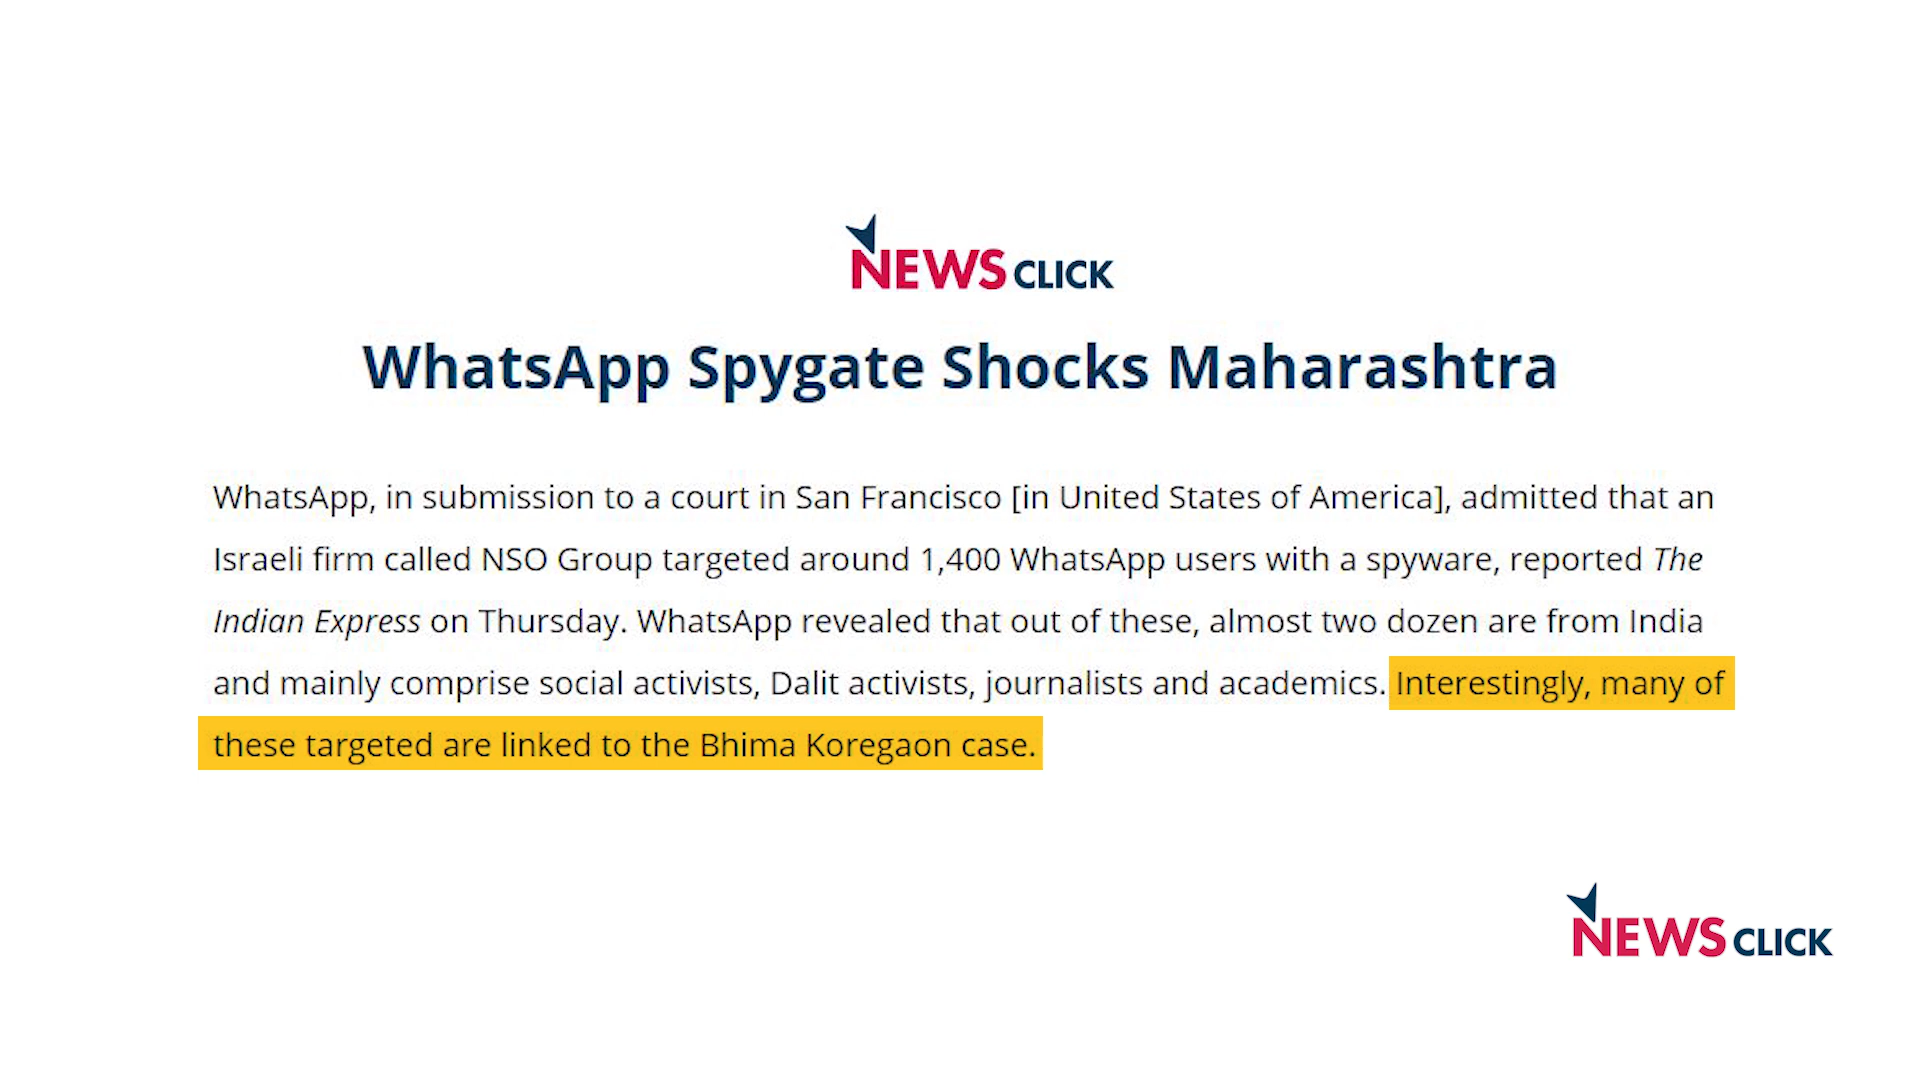 NEWS CLICK
WhatsApp Spygate Shocks Maharashtra
WhatsApp, in submission to a court in San Francisco [in United States of America], admitted that an
Israeli firm called NSO Group targeted around 1,400 WhatsApp users with a spyware, reported The
Indian Express on Thursday. WhatsApp revealed that out of these, almost two dozen are from India
and mainly comprise social activists, Dalit activists, journalists and academics. Interestingly, many of
these targeted are linked to the Bhima Koregaon case.
NEWS CLICK